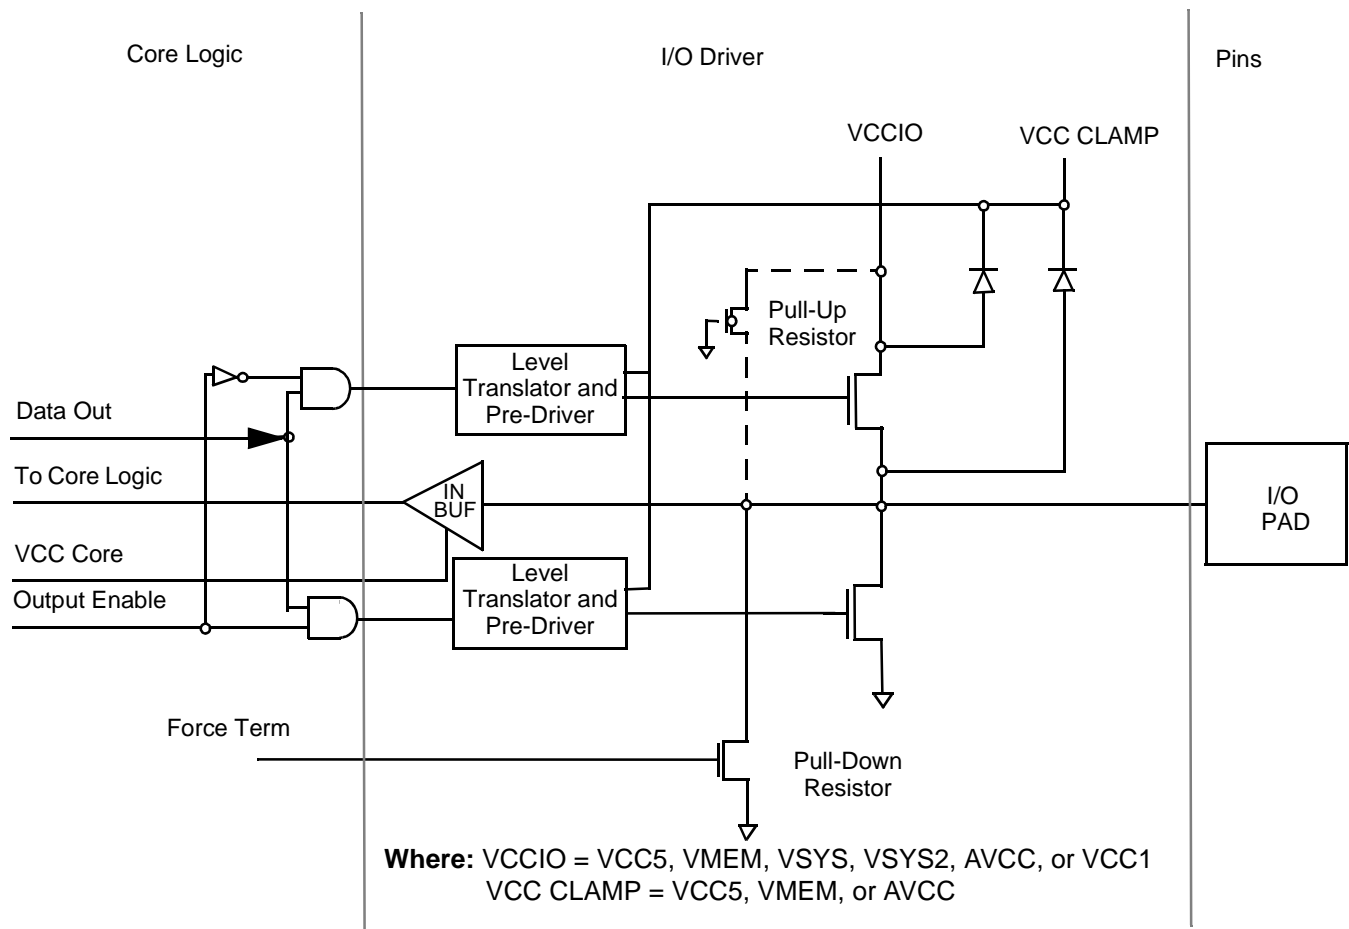 Core Logic
I/O Driver
Pins
VCCIO
VCC CLAMP
Pull-Up
Resistor
Level
Translator and
Pre-Driver
Data Out
To Core Logic
IN
BUF
I/O
PAD
VCC Core
Output Enable
Level
Translator and
Pre-Driver
Force Term
Pull-Down
Resistor
Where: VCCIO = VCC5, VMEM, VSYS, VSYS2, AVCC, or VCC1
VCC CLAMP = VCC5, VMEM, or AVCC